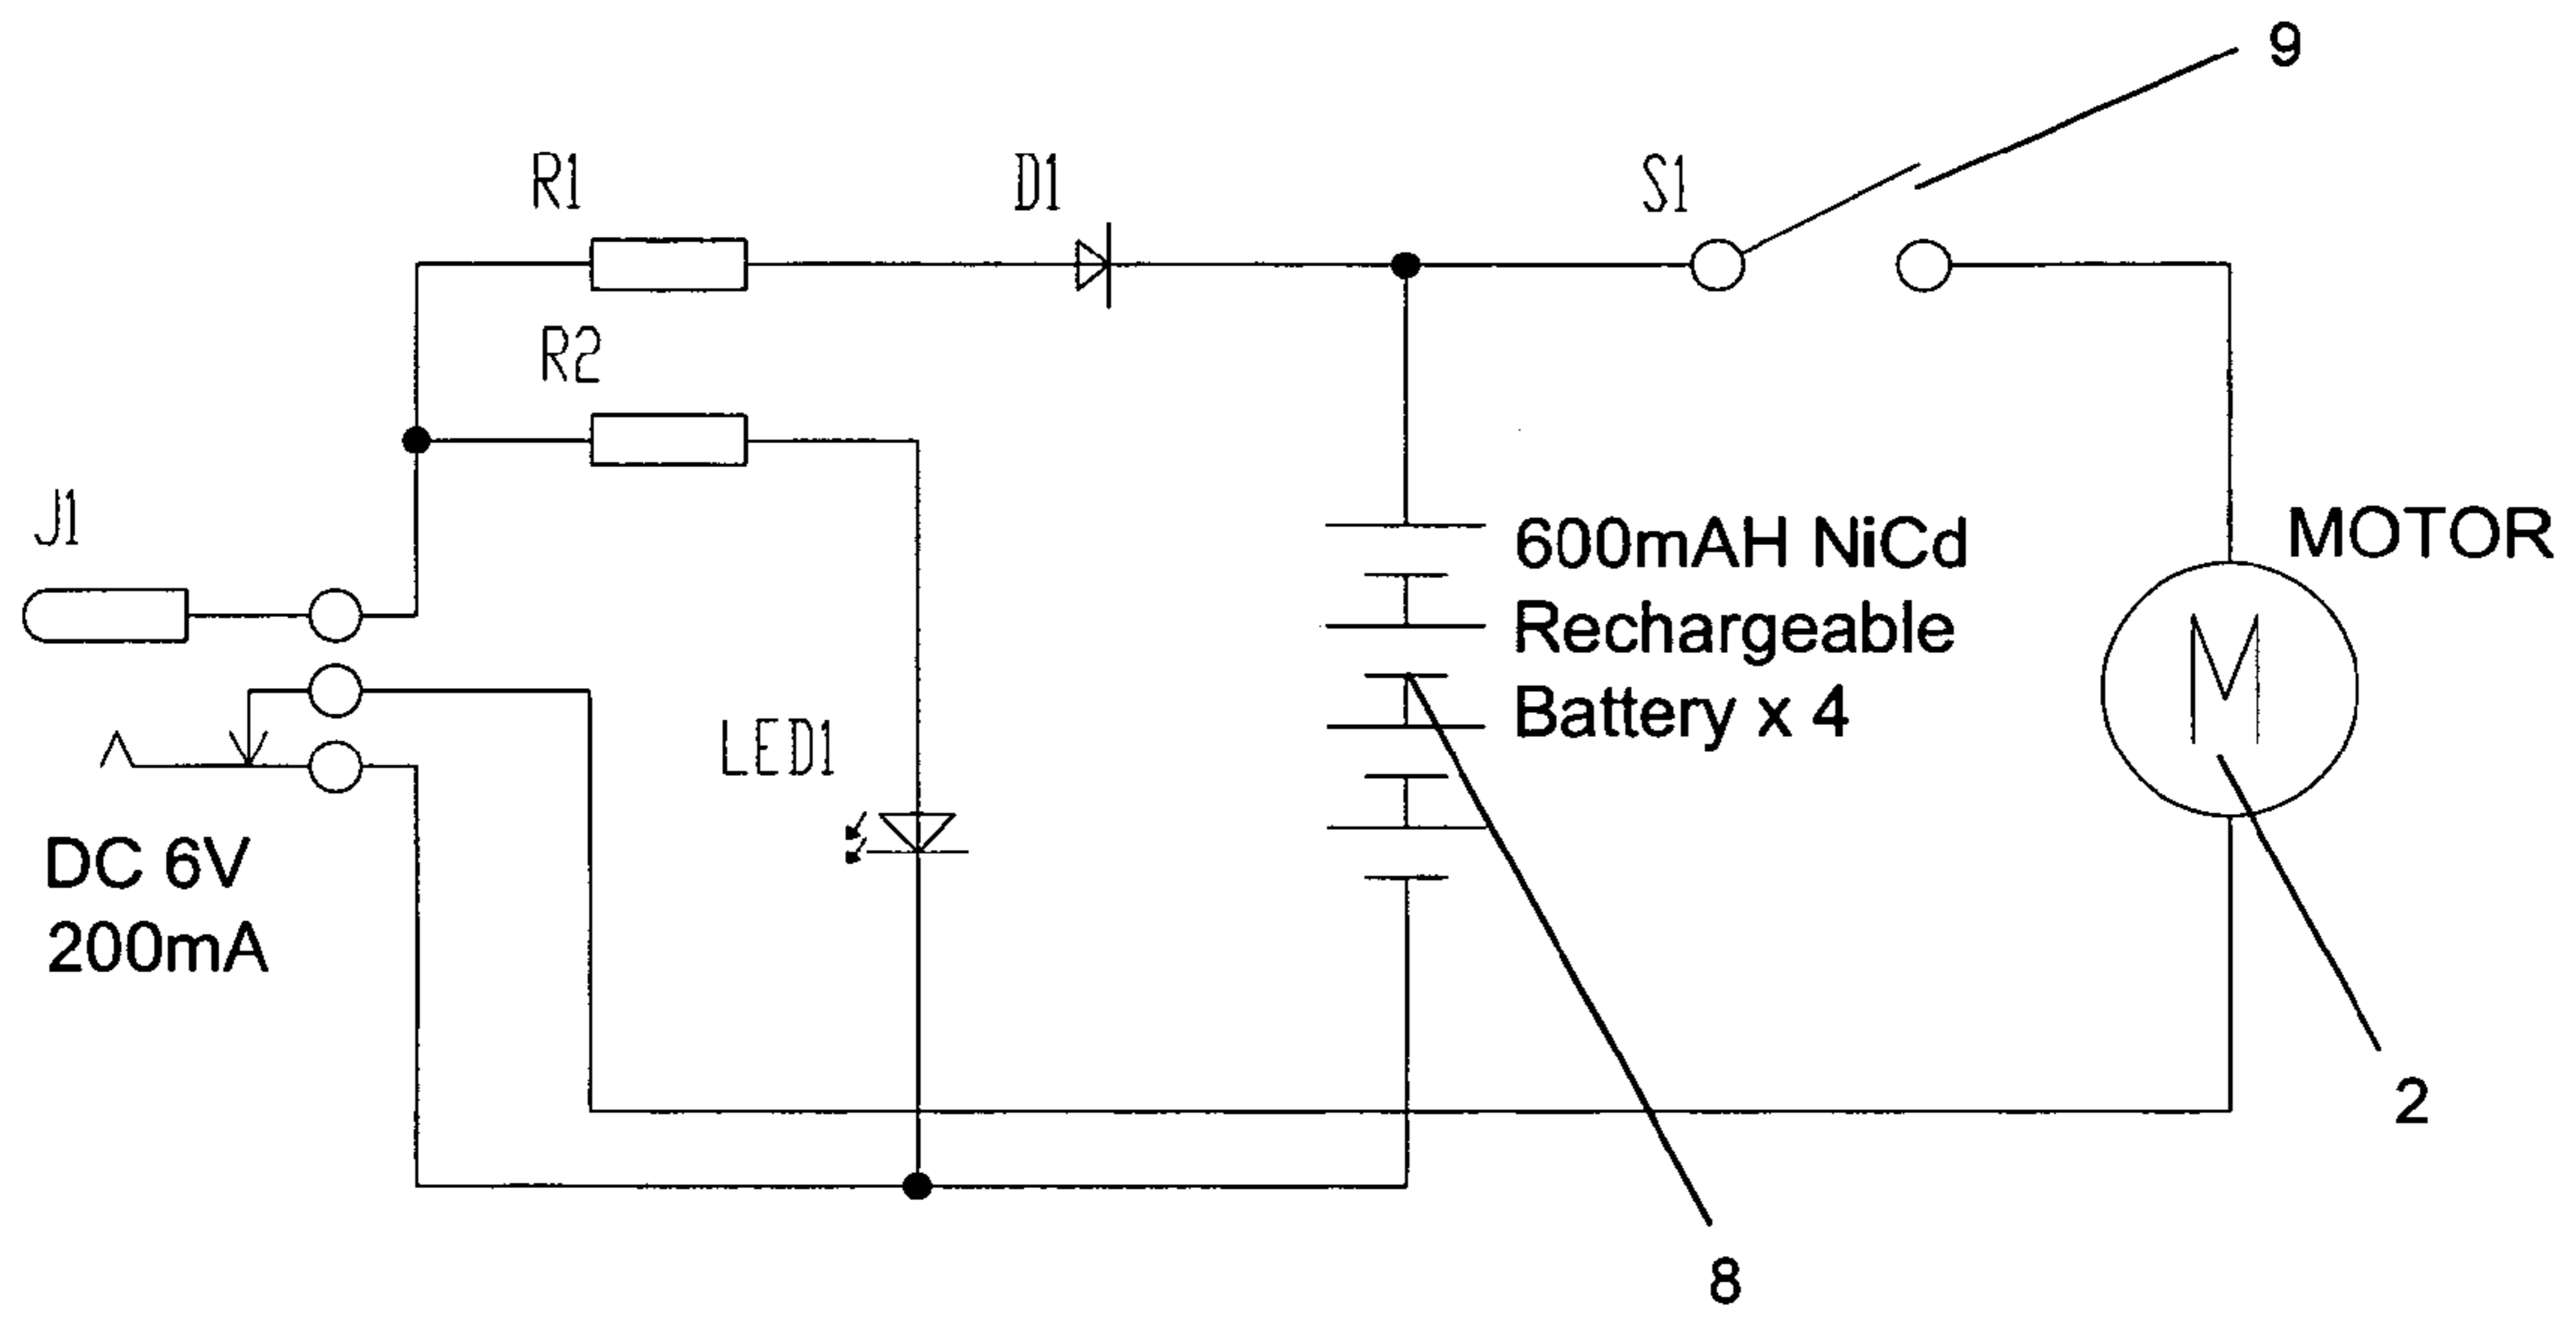 9
R1
D1
S1
R2
J1
600mAH NiCd
Rechargeable
Battery x 4
MOTOR
M
LED1
DC 6V
200mA
2
8